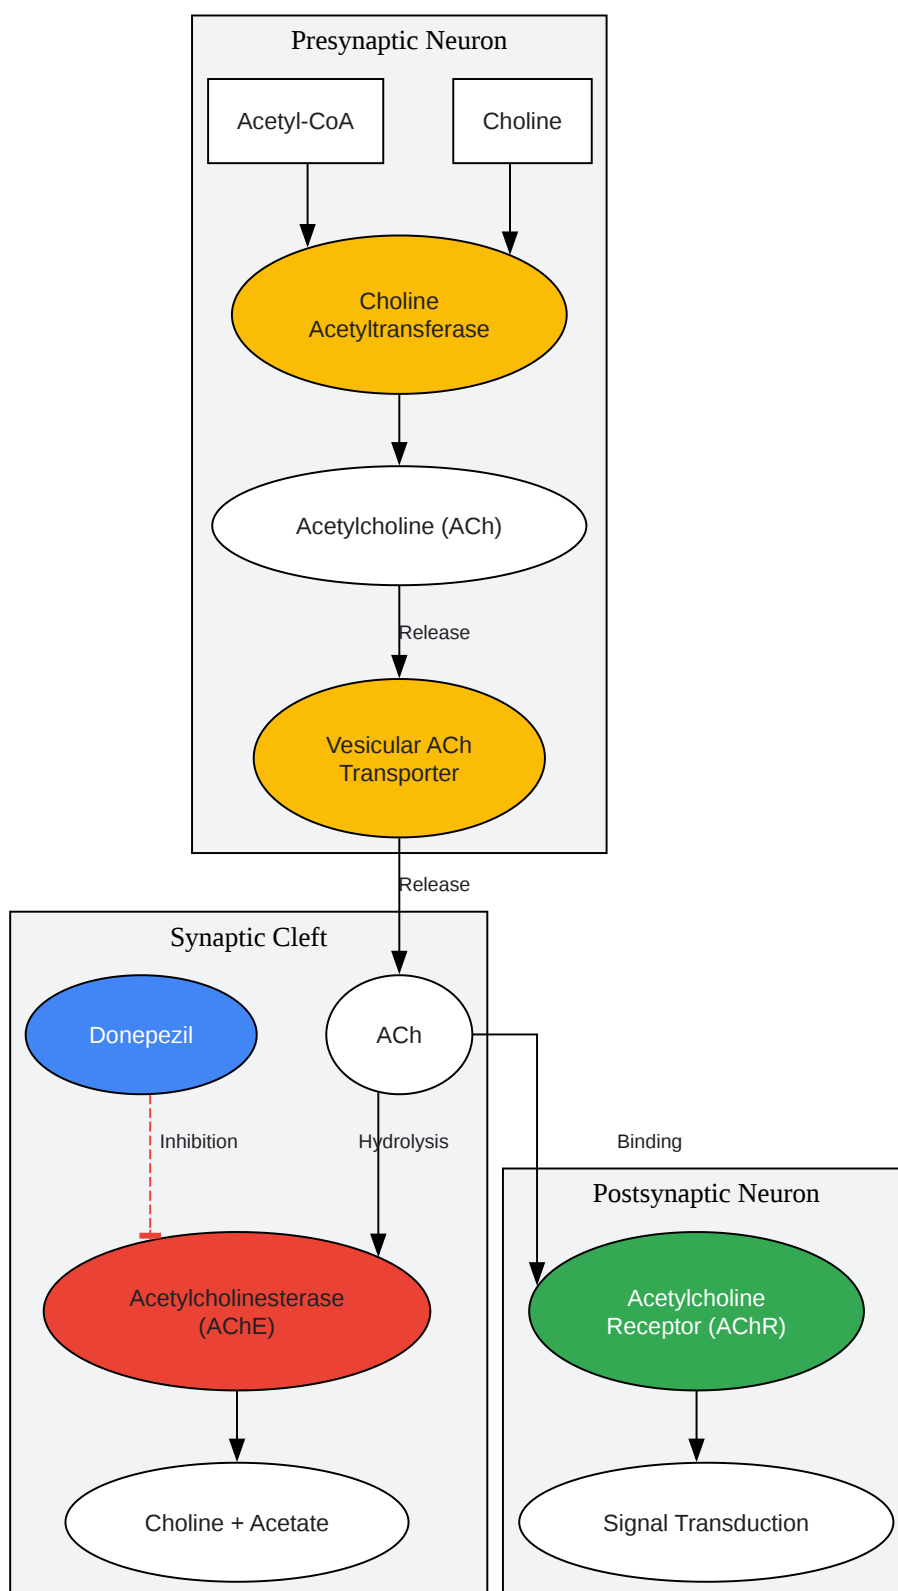 Presynaptic Neuron
Acetyl-CoA
Choline
Choline
Acetyltransferase
Acetylcholine (ACh)
Release
Vesicular ACh
Transporter
Release
Synaptic Cleft
Donepezil
ACh
Inhibition
Hydrolysis
Binding
Postsynaptic Neuron
Acetylcholinesterase
(AChE)
Acetylcholine
Receptor (AChR)
Choline + Acetate
Signal Transduction